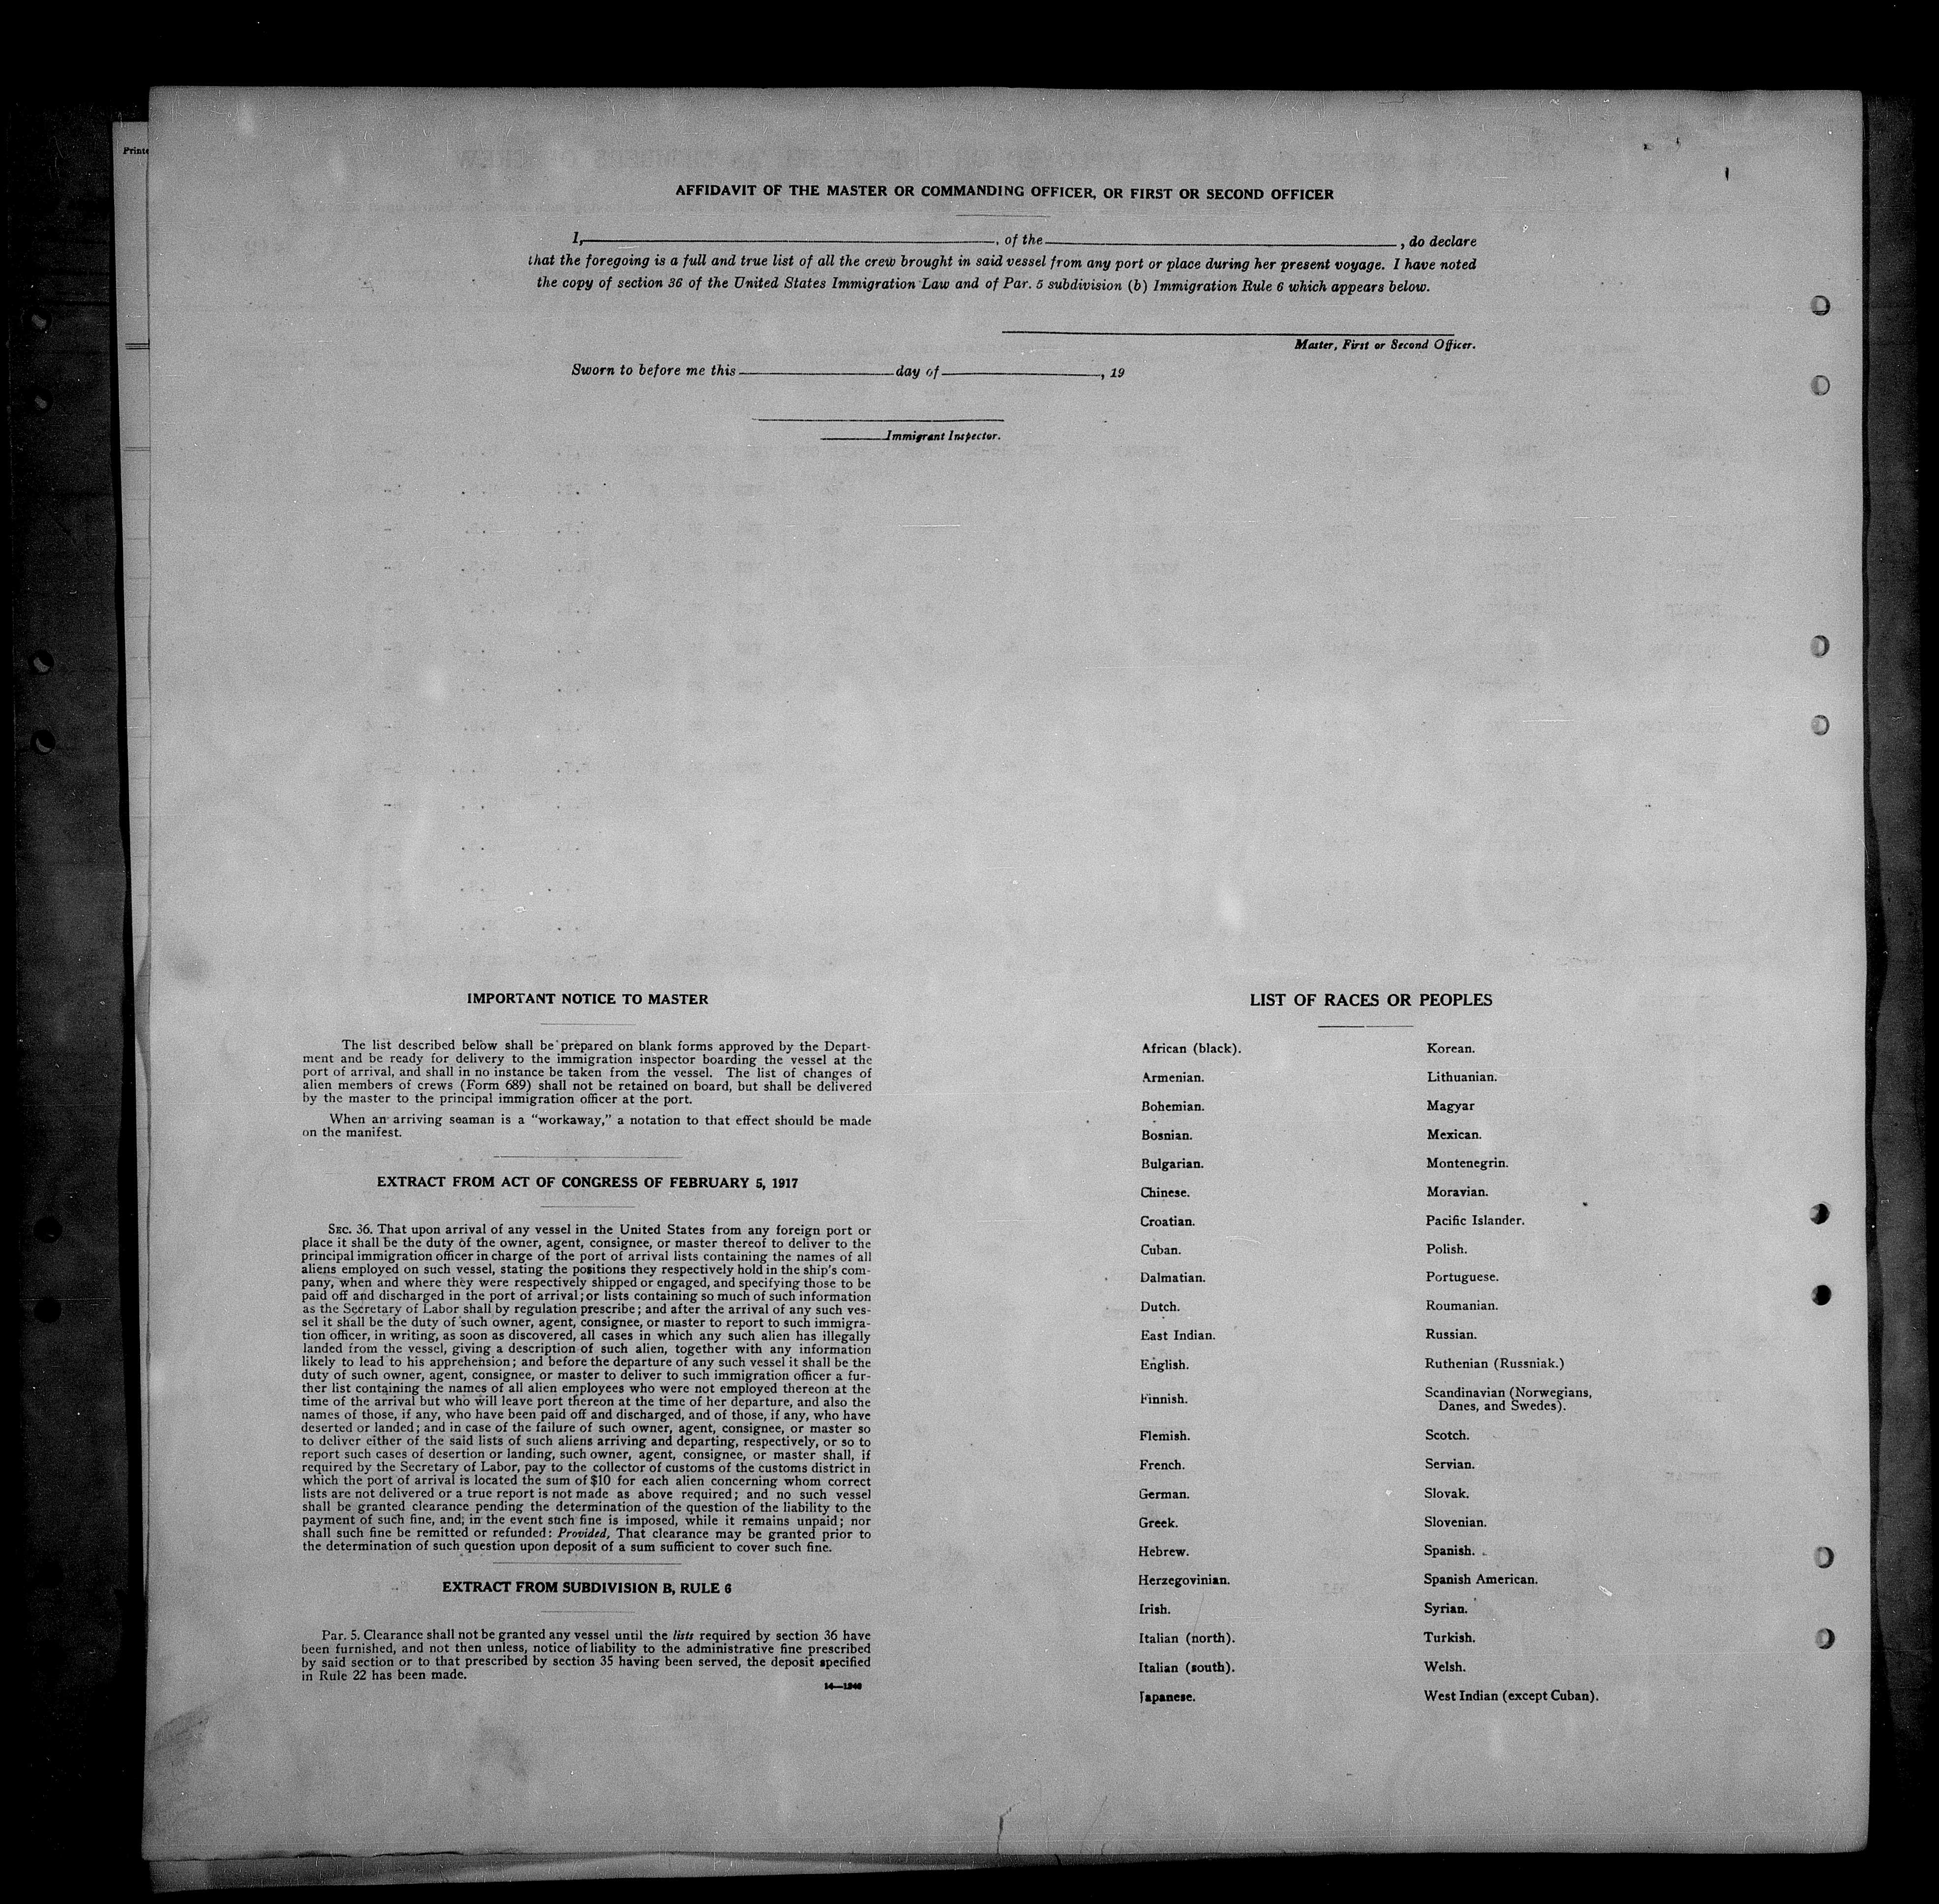 Printe
AFFIDAVIT OF THE MASTER OR COMMANDING OFFICER, OR FIRST OR SECOND OFFICER
I, , of the , do declare
that the foregoing is a full and true list of all the crew brought in said vessel from any port or place during her present voyage. I have noted
the copy of section 36 of the United States Immigration Law and of Par. 5 subdivision (b) Immigration Rule 6 which appears below.
Master, First or Second Officer.
Sworn to before me this day of , 19
Immigrant Inspector.
IMPORTANT NOTICE TO MASTER
The list described below shall be prepared on blank forms approved by the Depart-
ment and be ready for delivery to the immigration inspector boarding the vessel at the
port of arrival, and shall in no instance be taken from the vessel. The list of changes of
alien members of crews (Form 689) shall not be retained on board, but shall be delivered
by the master to the principal immigration officer at the port.
When an arriving seaman is a "workaway," a notation to that effect should be made
on the manifest.
EXTRACT FROM ACT OF CONGRESS OF FEBRUARY 5, 1917
SEC. 36. That upon arrival of any vessel in the United States from any foreign port or
place it shall be the duty of the owner, agent, consignee, or master thereof to deliver to the
principal immigration officer in charge of the port of arrival lists containing the names of all
aliens employed on such vessel, stating the positions they respectively hold in the ship's com-
pany, when and where they were respectively shipped or engaged, and specifying those to be
paid off and discharged in the port of arrival; or lists containing so much of such information
as the Secretary of Labor shall by regulation prescribe; and after the arrival of any such ves-
sel it shall be the duty of such owner, agent, consignee, or master to report to such immigra-
tion officer, in writing, as soon as discovered, all cases in which any such alien has illegally
landed from the vessel, giving a description of such alien, together with any information
likely to lead to his apprehension; and before the departure of any such vessel it shall be the
duty of such owner, agent, consignee, or master to deliver to such immigration officer a fur-
ther list containing the names of all alien employees who were not employed thereon at the
time of the arrival but who will leave port thereon at the time of her departure, and also the
names of those, if any, who have been paid off and discharged, and of those, if any, who have
deserted or landed; and in case of the failure of such owner, agent, consignee, or master so
to deliver either of the said lists of such aliens arriving and departing, respectively, or so to
report such cases of desertion or landing, such owner, agent, consignee, or master shall, if
required by the Secretary of Labor, pay to the collector of customs of the customs district in
which the port of arrival is located the sum of $10 for each alien concerning whom correct
lists are not delivered or a true report is not made as above required; and no such vessel
shall be granted clearance pending the determination of the question of the liability to the
payment of such fine, and, in the event such fine is imposed, while it remains unpaid; nor
shall such fine be remitted or refunded: Provided, That clearance may be granted prior to
the determination of such question upon deposit of a sum sufficient to cover such fine.
EXTRACT FROM SUBDIVISION B, RULE 6
Par. 5. Clearance shall not be granted any vessel until the lists required by section 36 have
been furnished, and not then unless, notice of liability to the administrative fine prescribed
by said section or to that prescribed by section 35 having been served, the deposit specified
in Rule 22 has been made.
14—1240
LIST OF RACES OR PEOPLES
African (black).
Armenian.
Bohemian.
Bosnian.
Bulgarian.
Chinese.
Croatian.
Cuban.
Dalmatian.
Dutch.
East Indian.
English.
Finnish.
Flemish.
French.
German.
Greek.
Hebrew.
Herzegovinian.
Irish.
Italian (north).
Italian (south).
Japanese.
Korean.
Lithuanian.
Magyar
Mexican.
Montenegrin.
Moravian.
Pacific Islander.
Polish.
Portuguese.
Roumanian.
Russian.
Ruthenian (Russniak.)
Scandinavian (Norwegians,
Danes, and Swedes).
Scotch.
Servian.
Slovak.
Slovenian.
Spanish.
Spanish American.
Syrian.
Turkish.
Welsh.
West Indian (except Cuban).